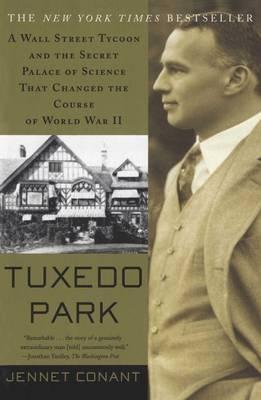 THE NEW YORK TIMES BESTSELLER
A WALL STREET TYCOON
AND THE SECRET
PALACE OF SCIENCE
THAT CHANGED THE
COURSE
OF WORLD WAR II
TUXEDO
PARK
"Remarkable . . . the story of a genuinely
extraordinary man [told] uncommonly well."
—Jonathan Yardley, The Washington Post
JENNET CONANT